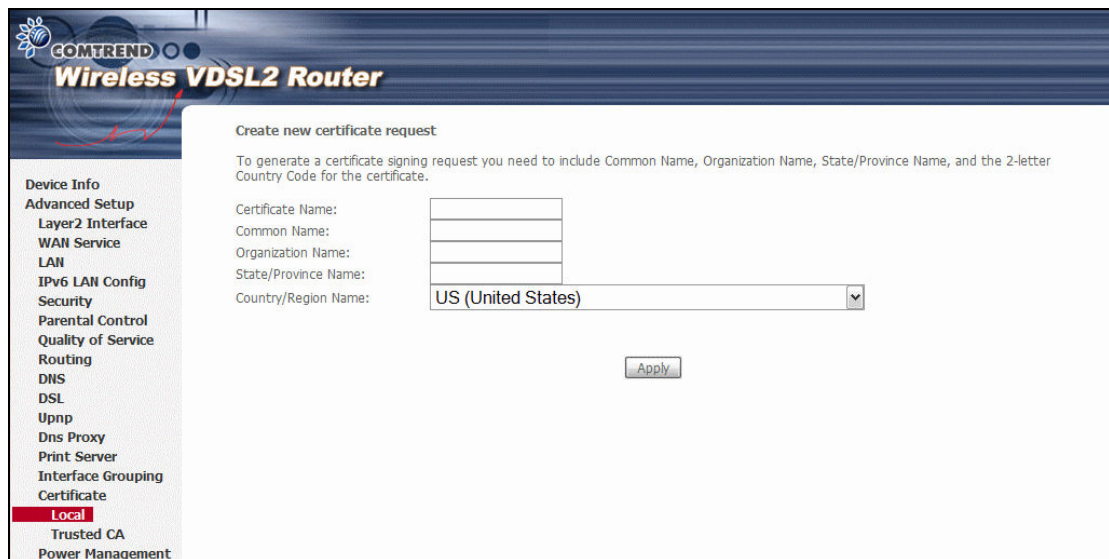 COMTREND
Wireless VDSL2 Router
Create new certificate request
To generate a certificate signing request you need to include Common Name, Organization Name, State/Province Name, and the 2-letter
Country Code for the certificate.
Certificate Name:
Common Name:
Organization Name:
State/Province Name:
Country/Region Name: US (United States)
Apply
Device Info
Advanced Setup
Layer2 Interface
WAN Service
LAN
IPv6 LAN Config
Security
Parental Control
Quality of Service
Routing
DNS
DSL
Upnp
Dns Proxy
Print Server
Interface Grouping
Certificate
Local
Trusted CA
Power Management